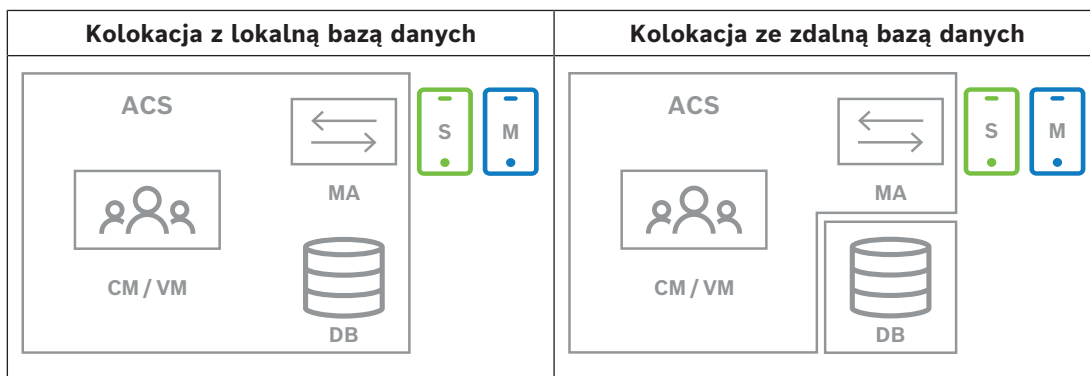 Kolokacja z lokalną bazą danych
Kolokacja ze zdalną bazą danych
ACS
S
M
MA
CM / VM
DB
ACS
S
M
MA
CM / VM
DB